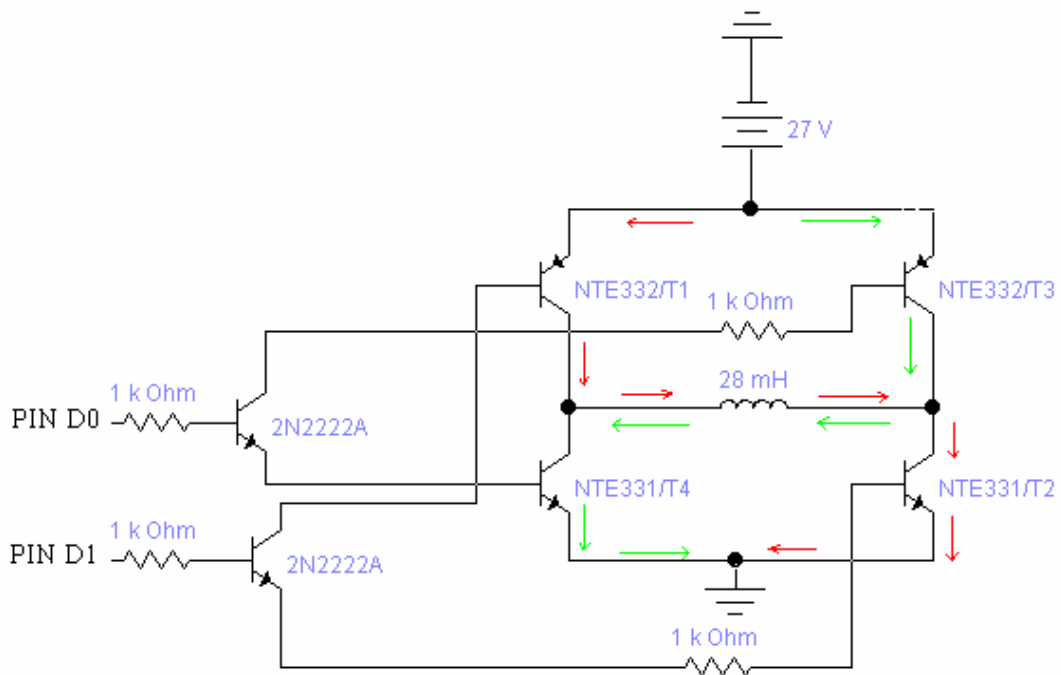 27 V
NTE332/T1
1 k Ohm
NTE332/T3
28 mH
1 k Ohm
PIN D0
2N2222A
NTE331/T4
NTE331/T2
1 k Ohm
PIN D1
2N2222A
1 k Ohm